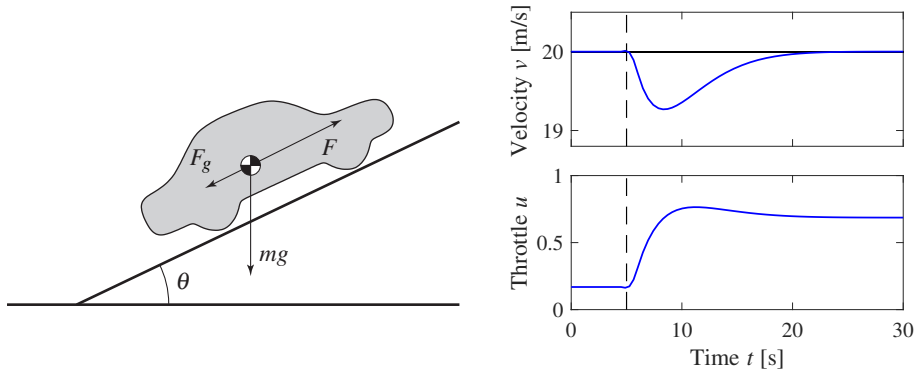 F_g
F
mg
θ
Velocity v [m/s]
20
19
Throttle u
1
0.5
0
0
10
20
30
Time t [s]